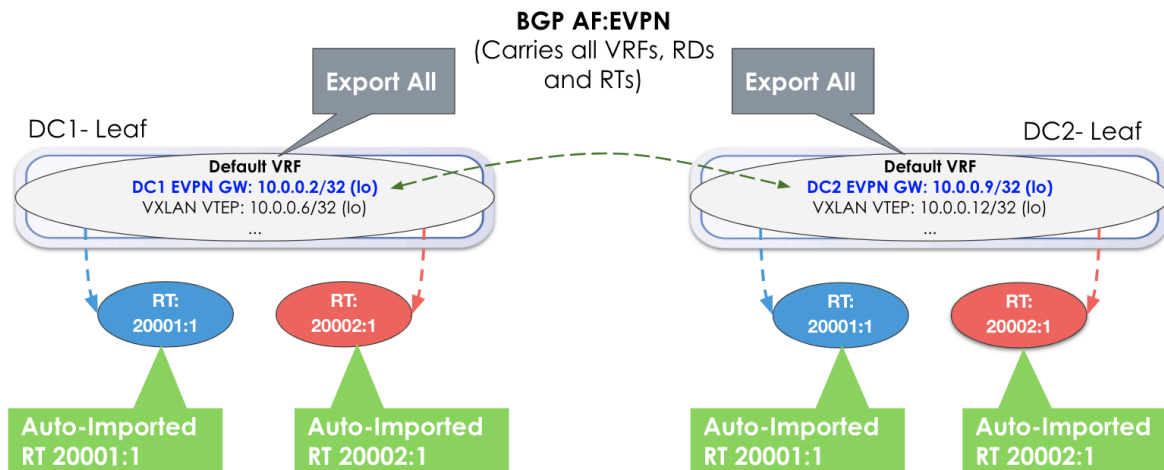 BGP AF:EVPN
(Carries all VRFs, RDs
and RTs)
Export All
Export All
DC1- Leaf
DC2- Leaf
Default VRF
DC1 EVPN GW: 10.0.0.2/32 (lo)
VXLAN VTEP: 10.0.0.6/32 (lo)
...
Default VRF
DC2 EVPN GW: 10.0.0.9/32 (lo)
VXLAN VTEP: 10.0.0.12/32 (lo)
...
RT:
20001:1
RT:
20002:1
RT:
20001:1
RT:
20002:1
Auto-Imported
RT 20001:1
Auto-Imported
RT 20002:1
Auto-Imported
RT 20001:1
Auto-Imported
RT 20002:1